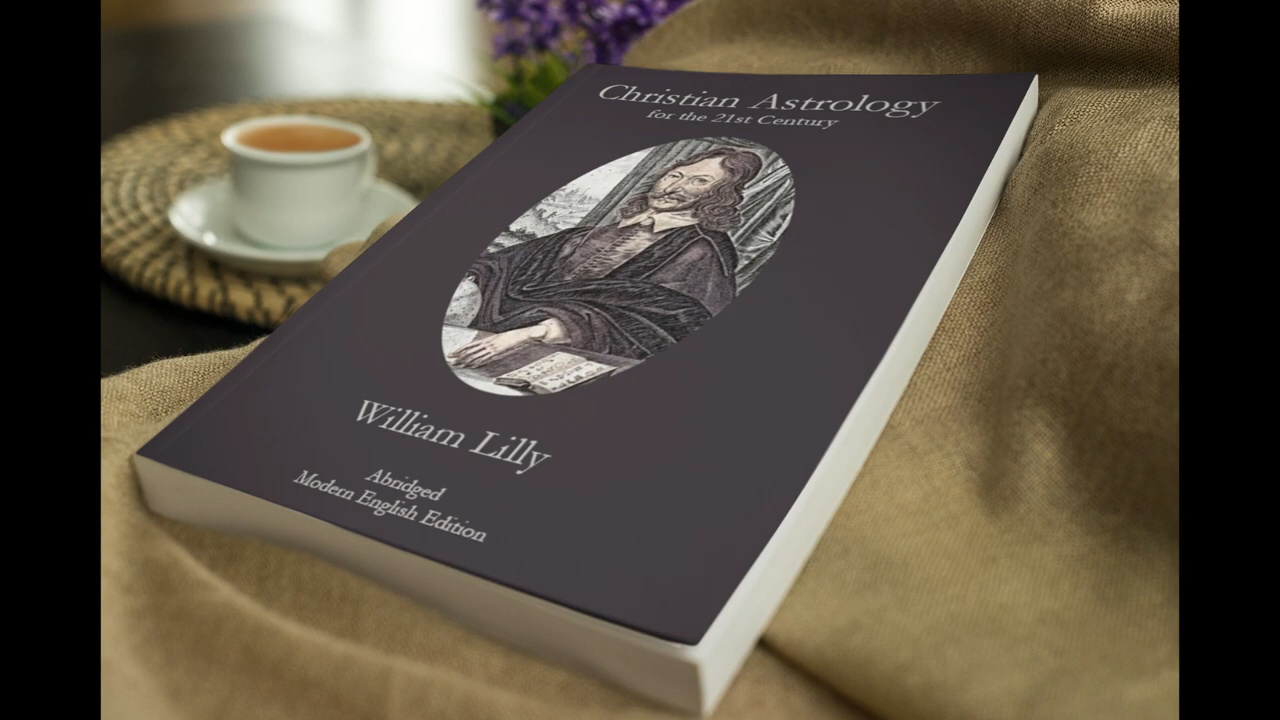 Christian Astrology
for the 21st Century
William Lilly
Abridged
Modern English Edition